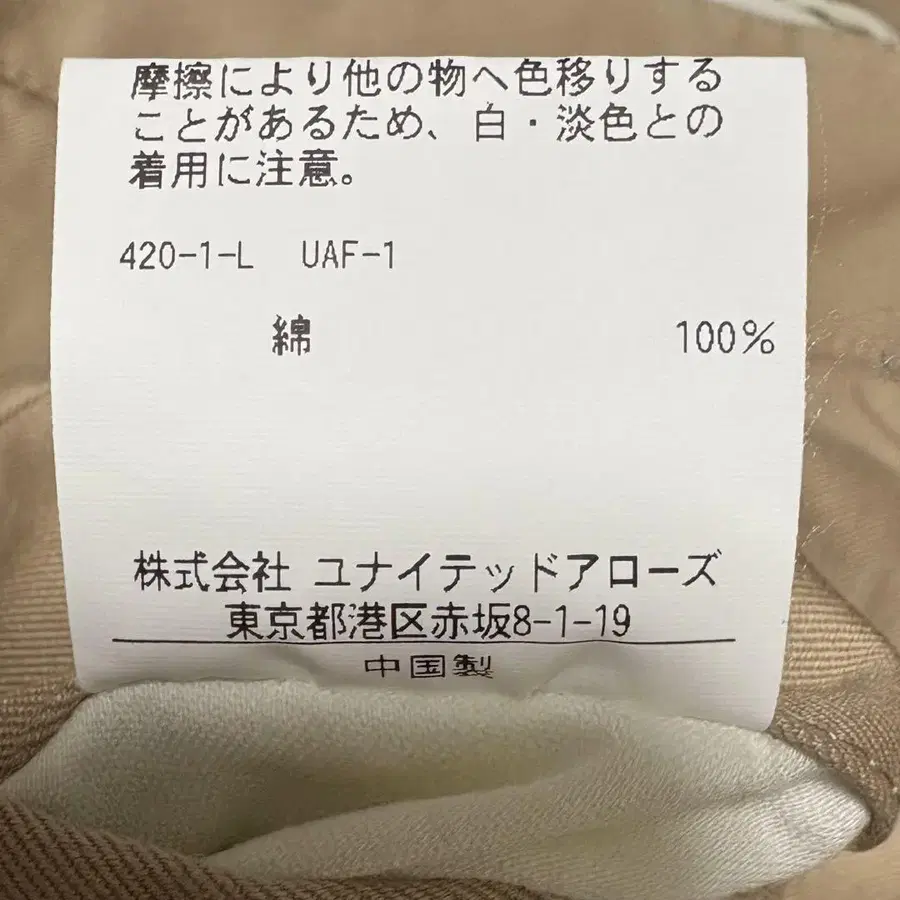 摩擦により他の物へ色移りする
ことがあるため、白・淡色との
着用に注意。
420-1-L UAF-1
綿 100%
株式会社 ユナイテッドアローズ
東京都港区赤坂8-1-19
中国製